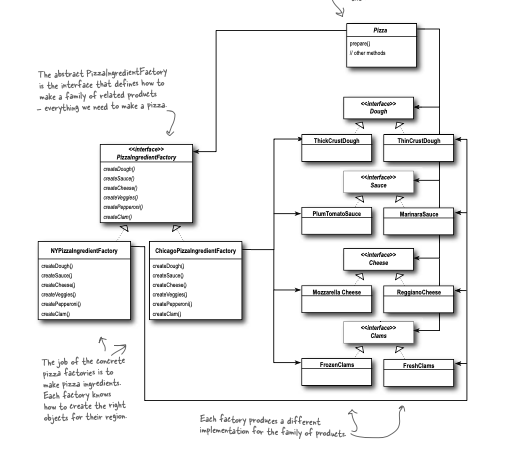 Pizza
prepare()
// other methods
The abstract PizzaIngredientFactory
is the interface that defines how to
make a family of related products
– everything we need to make a pizza.
<<interface>>
PizzaIngredientFactory
createDough()
createSauce()
createCheese()
createVeggies()
createPepperoni()
createClam()
NYPizzaIngredientFactory
createDough()
createSauce()
createCheese()
createVeggies()
createPepperoni()
createClam()
ChicagoPizzaIngredientFactory
createDough()
createSauce()
createCheese()
createVeggies()
createPepperoni()
createClam()
<<interface>>
Dough
ThickCrustDough
ThinCrustDough
<<interface>>
Sauce
PlumTomatoSauce
MarinaraSauce
<<interface>>
Cheese
Mozzarella Cheese
ReggianoCheese
<<interface>>
Clams
FrozenClams
FreshClams
The job of the concrete
pizza factories is to
make pizza ingredients.
Each factory knows
how to create the right
objects for their region.
Each factory produces a different
implementation for the family of products.